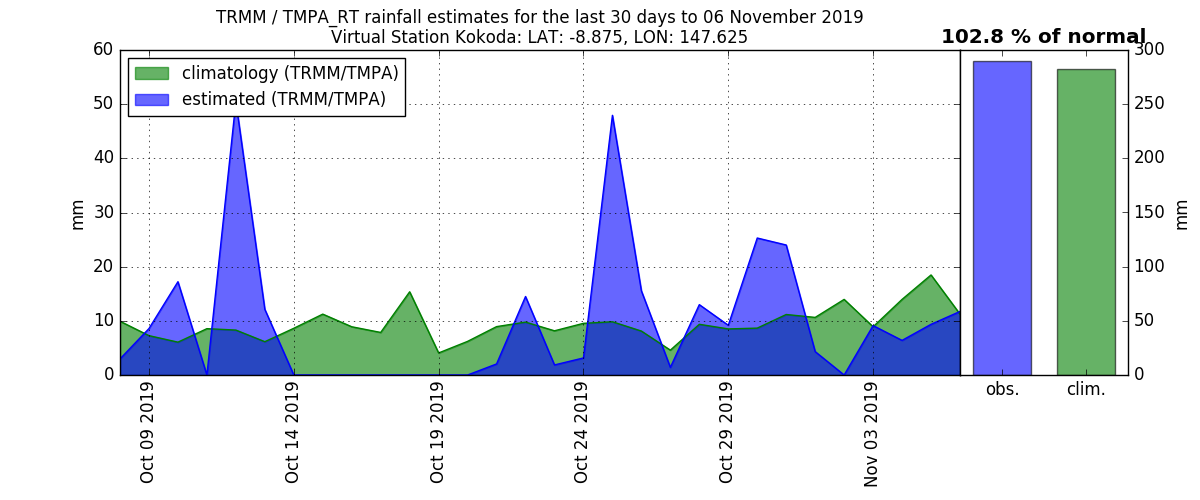 TRMM / TMPA_RT rainfall estimates for the last 30 days to 06 November 2019
Virtual Station Kokoda: LAT: -8.875, LON: 147.625
102.8 % of normal
climatology (TRMM/TMPA)
estimated (TRMM/TMPA)
60
50
40
30
20
10
0
mm
Oct 09 2019
Oct 14 2019
Oct 19 2019
Oct 24 2019
Oct 29 2019
Nov 03 2019
300
250
200
150
100
50
0
mm
obs.
clim.